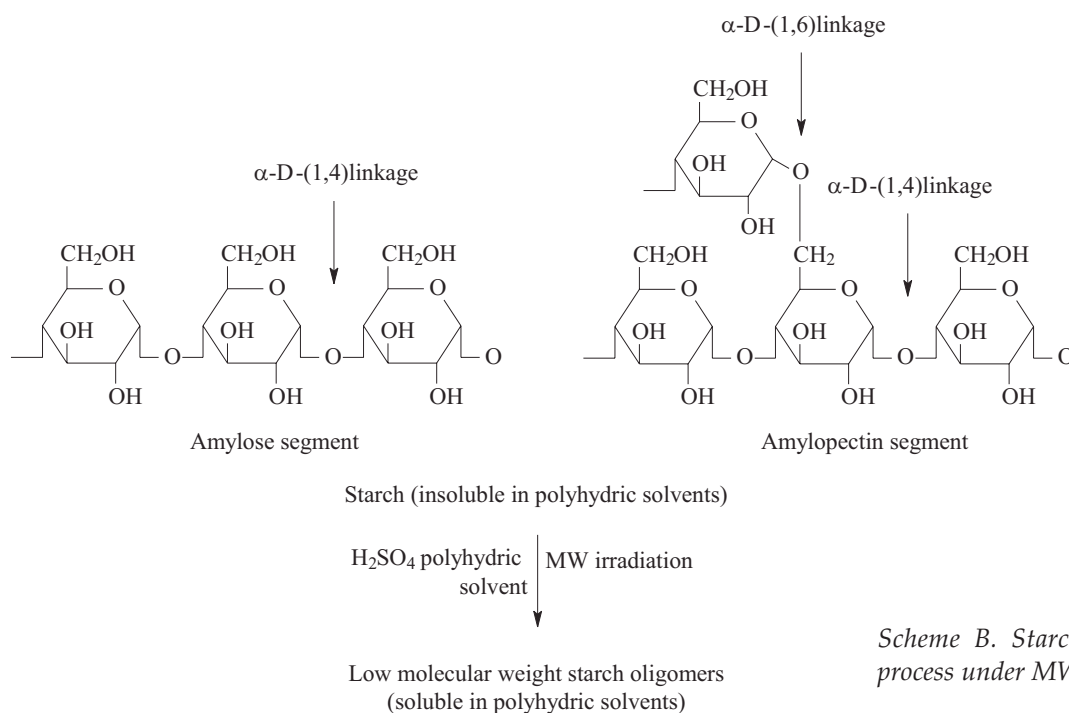 α-D-(1,6)linkage
CH₂OH
O
OH
O
OH
α-D-(1,4)linkage
α-D-(1,4)linkage
CH₂OH CH₂OH CH₂OH
O O O
OH OH OH
O O O
OH OH OH
Amylose segment
CH₂OH CH₂ CH₂OH
O O O
OH OH OH
O O O
OH OH OH
Amylopectin segment
Starch (insoluble in polyhydric solvents)
H₂SO₄ polyhydric
solvent
MW irradiation
Low molecular weight starch oligomers
(soluble in polyhydric solvents)
Scheme B. Starc
process under MV